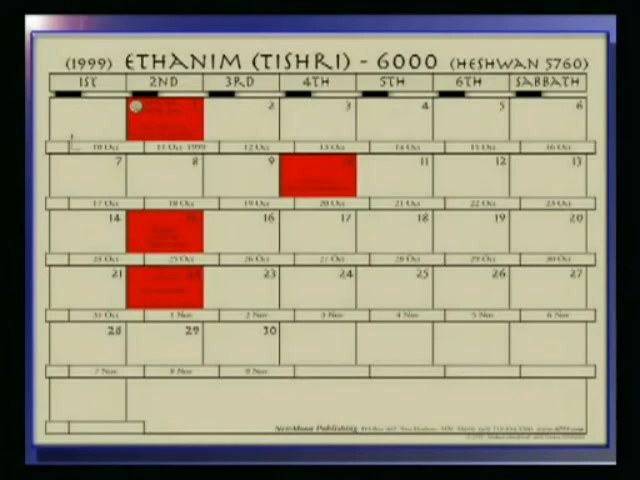 (1999) ETHANIM (TISHRI) - 6000 (HESHWAN 5760)
1ST 2ND 3RD 4TH 5TH 6TH SABBATH
1 2 3 4 5 6
10 Oct 11 Oct 1999 12 Oct 13 Oct 14 Oct 15 Oct 16 Oct
7 8 9 10 11 12 13
17 Oct 18 Oct 19 Oct 20 Oct 21 Oct 22 Oct 23 Oct
14 15 16 17 18 19 20
24 Oct 25 Oct 26 Oct 27 Oct 28 Oct 29 Oct 30 Oct
21 22 23 24 25 26 27
31 Oct 1 Nov 2 Nov 3 Nov 4 Nov 5 Nov 6 Nov
28 29 30
7 Nov 8 Nov 9 Nov
NewMoon Publishing